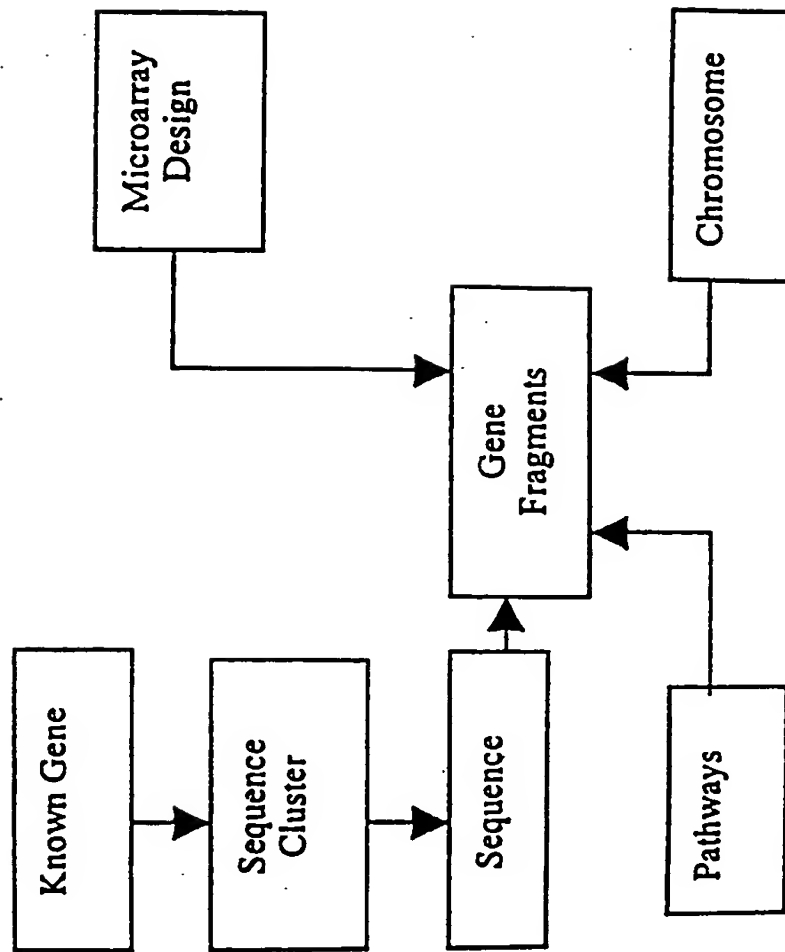 Known Gene
Sequence
Cluster
Sequence
Pathways
Gene
Fragments
Microarray
Design
Chromosome